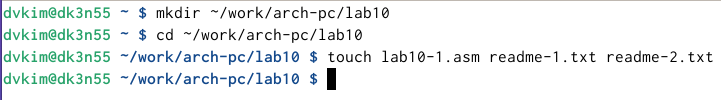 dvkim@dk3n55 ~ $ mkdir ~/work/arch-pc/lab10
dvkim@dk3n55 ~ $ cd ~/work/arch-pc/lab10
dvkim@dk3n55 ~/work/arch-pc/lab10 $ touch lab10-1.asm readme-1.txt readme-2.txt
dvkim@dk3n55 ~/work/arch-pc/lab10 $